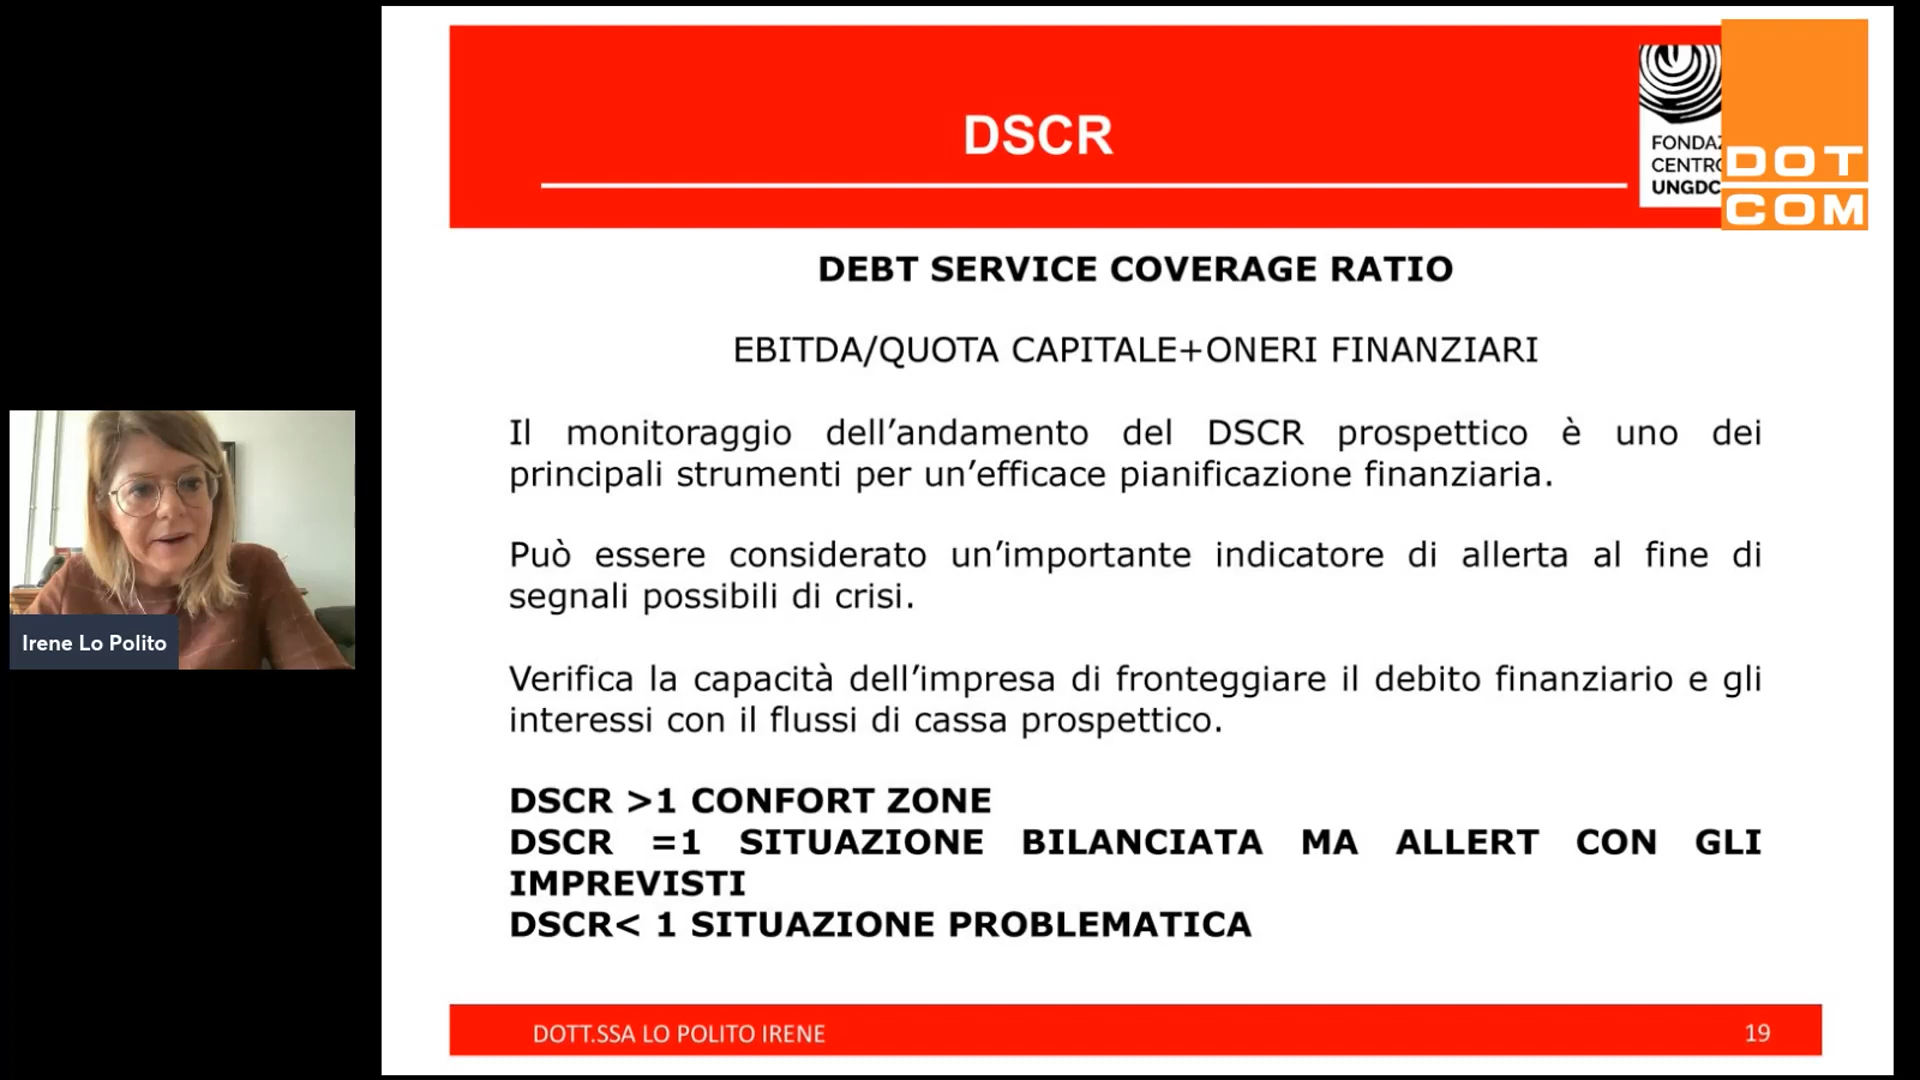 DSCR
FONDAZ
CENTRO
UNGDC
DOT
COM
DEBT SERVICE COVERAGE RATIO
EBITDA/QUOTA CAPITALE+ONERI FINANZIARI
Il monitoraggio dell’andamento del DSCR prospettico è uno dei
principali strumenti per un’efficace pianificazione finanziaria.
Può essere considerato un’importante indicatore di allerta al fine di
segnali possibili di crisi.
Verifica la capacità dell’impresa di fronteggiare il debito finanziario e gli
interessi con il flussi di cassa prospettico.
DSCR >1 CONFORT ZONE
DSCR =1 SITUAZIONE BILANCIATA MA ALLERT CON GLI
IMPREVISTI
DSCR< 1 SITUAZIONE PROBLEMATICA
Irene Lo Polito
DOTT.SSA LO POLITO IRENE
19